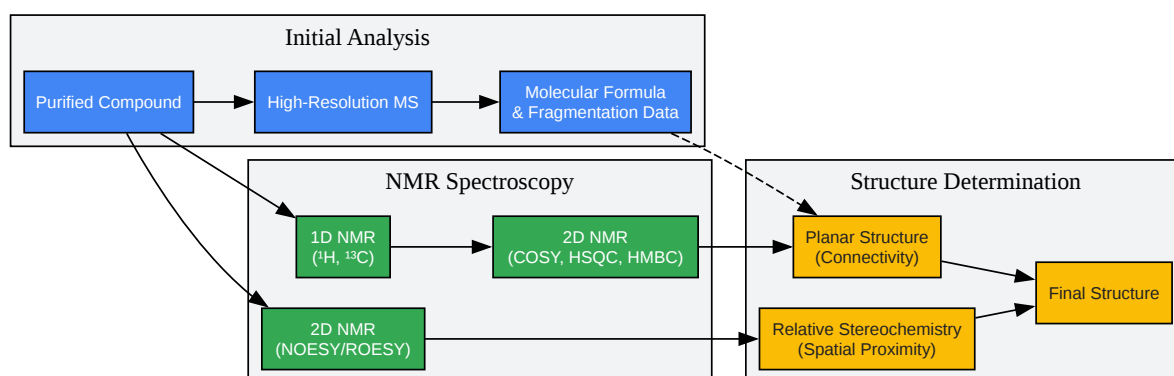 Initial Analysis
Purified Compound
High-Resolution MS
Molecular Formula
& Fragmentation Data
NMR Spectroscopy
Structure Determination
1D NMR
(¹H, ¹³C)
2D NMR
(COSY, HSQC, HMBC)
Planar Structure
(Connectivity)
Final Structure
2D NMR
(NOESY/ROESY)
Relative Stereochemistry
(Spatial Proximity)